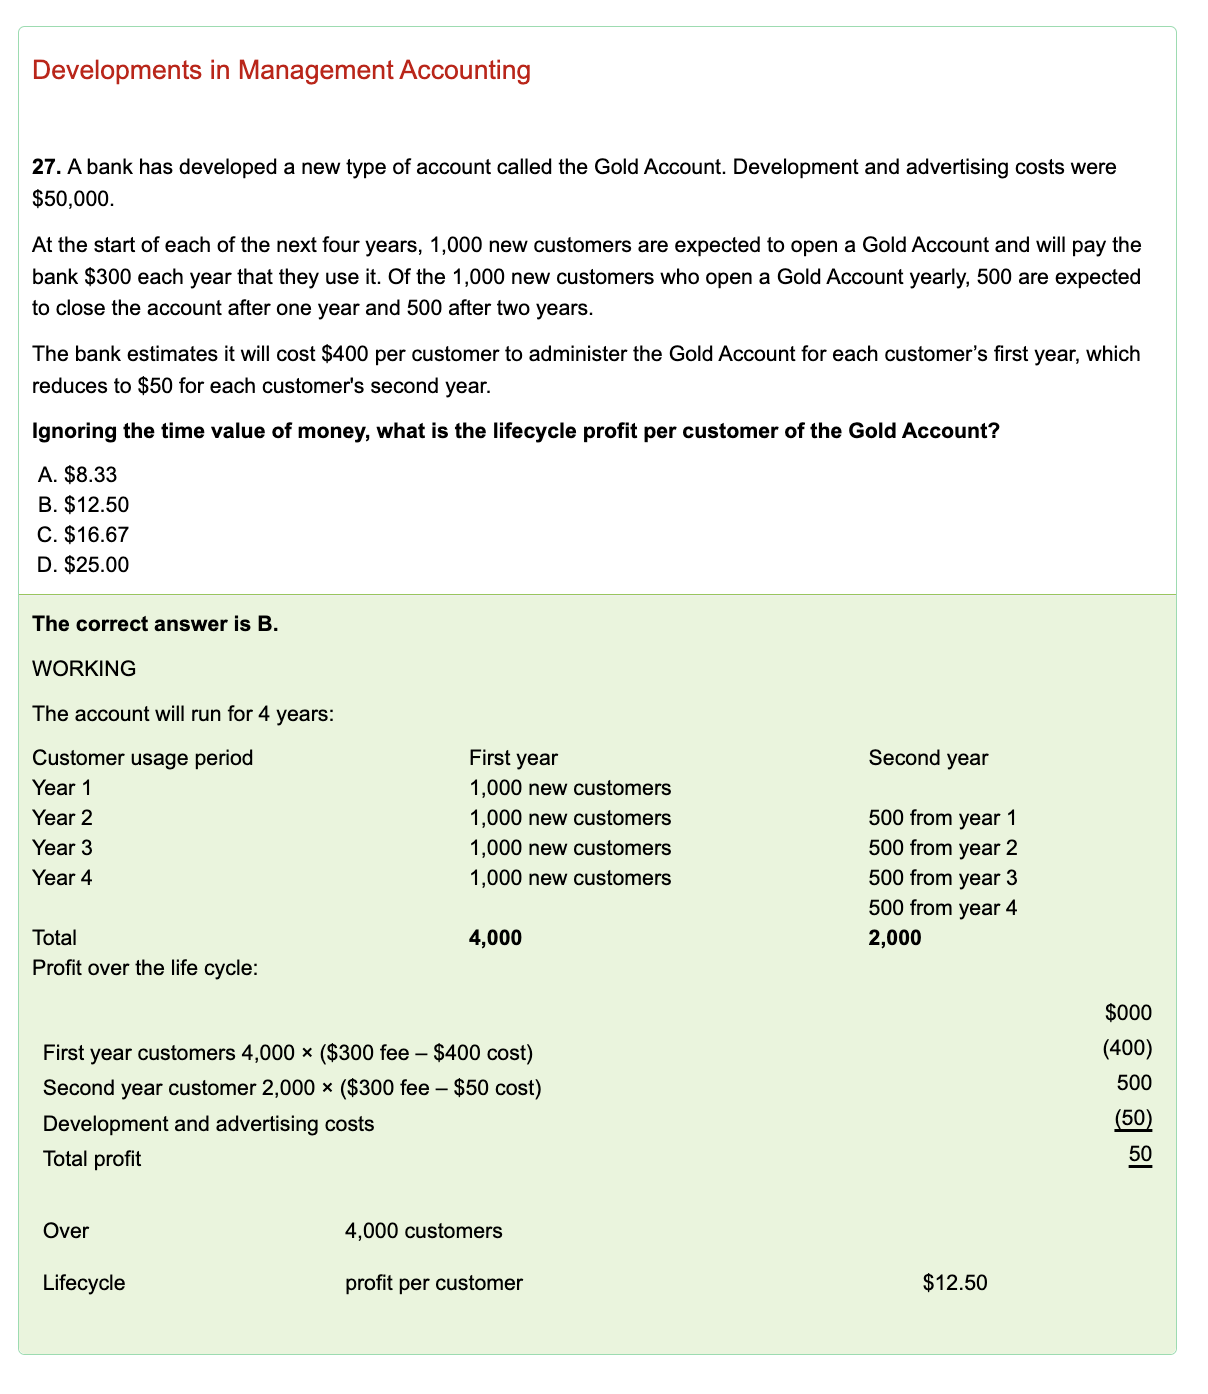 Developments in Management Accounting
27. A bank has developed a new type of account called the Gold Account. Development and advertising costs were
$50,000.
At the start of each of the next four years, 1,000 new customers are expected to open a Gold Account and will pay the
bank $300 each year that they use it. Of the 1,000 new customers who open a Gold Account yearly, 500 are expected
to close the account after one year and 500 after two years.
The bank estimates it will cost $400 per customer to administer the Gold Account for each customer’s first year, which
reduces to $50 for each customer's second year.
Ignoring the time value of money, what is the lifecycle profit per customer of the Gold Account?
A. $8.33
B. $12.50
C. $16.67
D. $25.00
The correct answer is B.
WORKING
The account will run for 4 years:
Customer usage period First year Second year
Year 1 1,000 new customers
Year 2 1,000 new customers 500 from year 1
Year 3 1,000 new customers 500 from year 2
Year 4 1,000 new customers 500 from year 3
500 from year 4
Total 4,000 2,000
Profit over the life cycle:
$000
First year customers 4,000 × ($300 fee – $400 cost) (400)
Second year customer 2,000 × ($300 fee – $50 cost) 500
Development and advertising costs (50)
Total profit 50
Over 4,000 customers
Lifecycle profit per customer $12.50